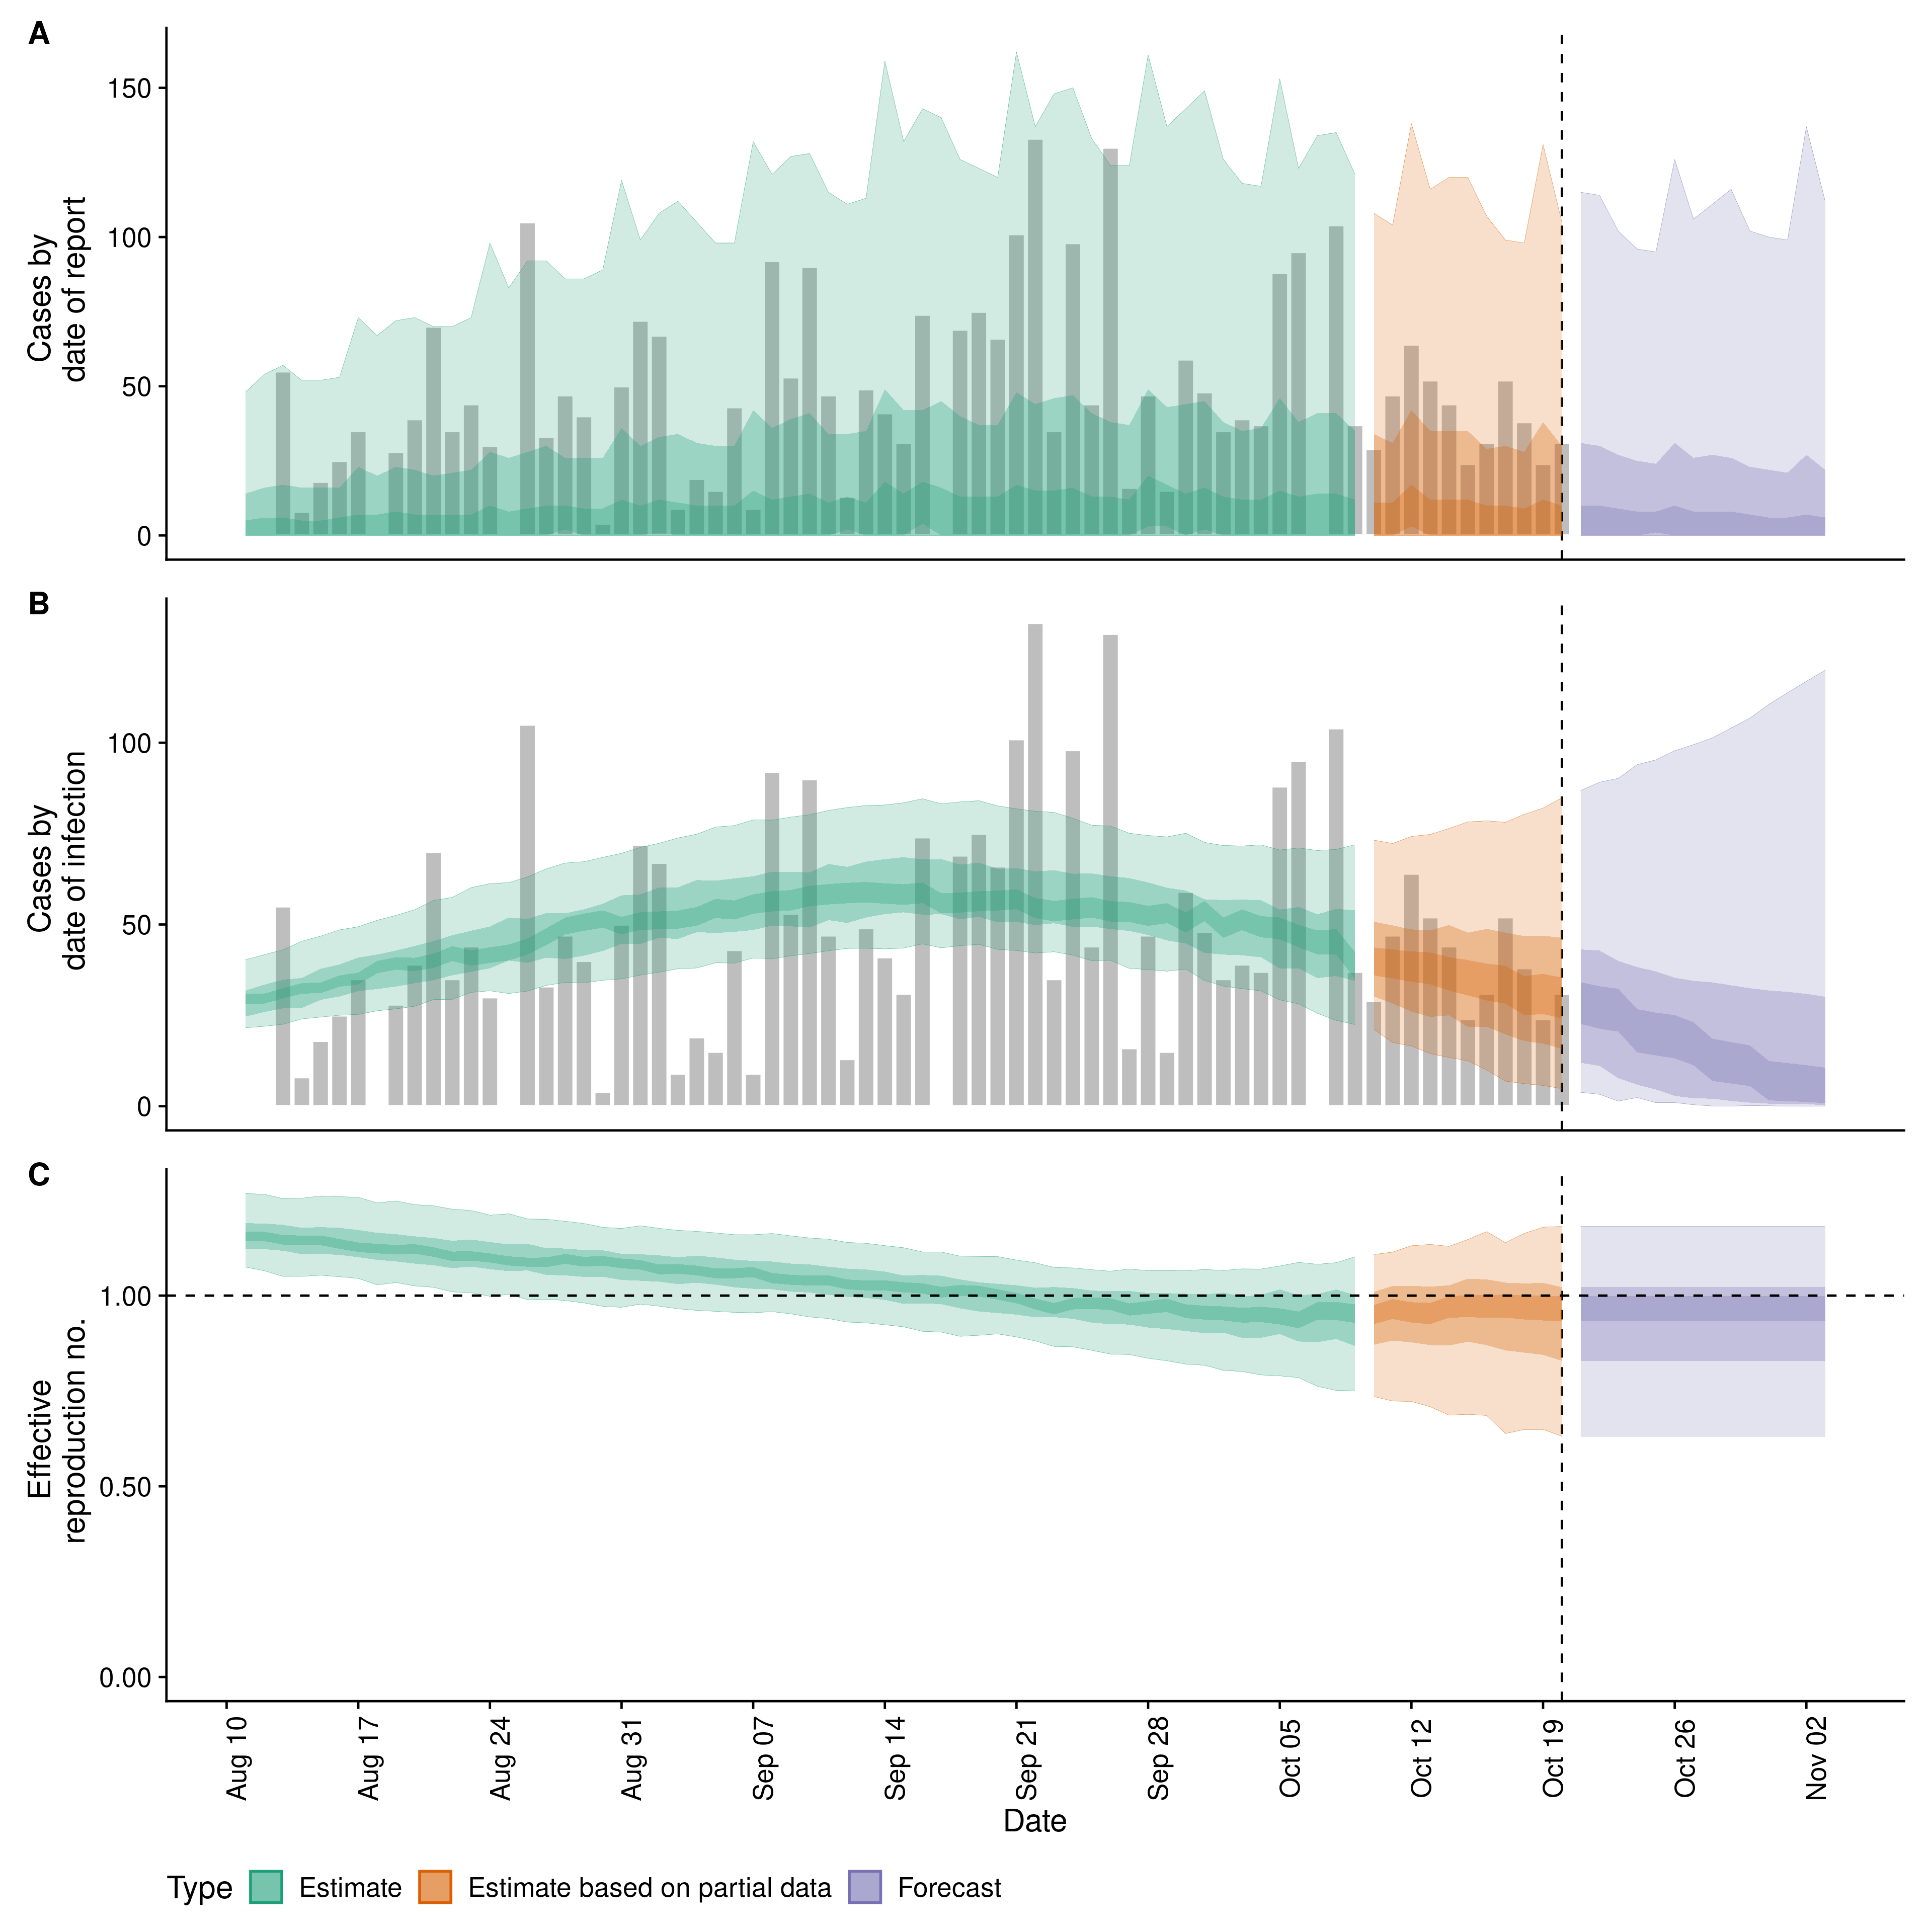 A
Cases by
date of report
150
100
50
0
B
Cases by
date of infection
100
50
0
C
Effective
reproduction no.
1.00
0.50
0.00
Aug 10
Aug 17
Aug 24
Aug 31
Sep 07
Sep 14
Sep 21
Sep 28
Oct 05
Oct 12
Oct 19
Oct 26
Nov 02
Date
Type Estimate Estimate based on partial data Forecast